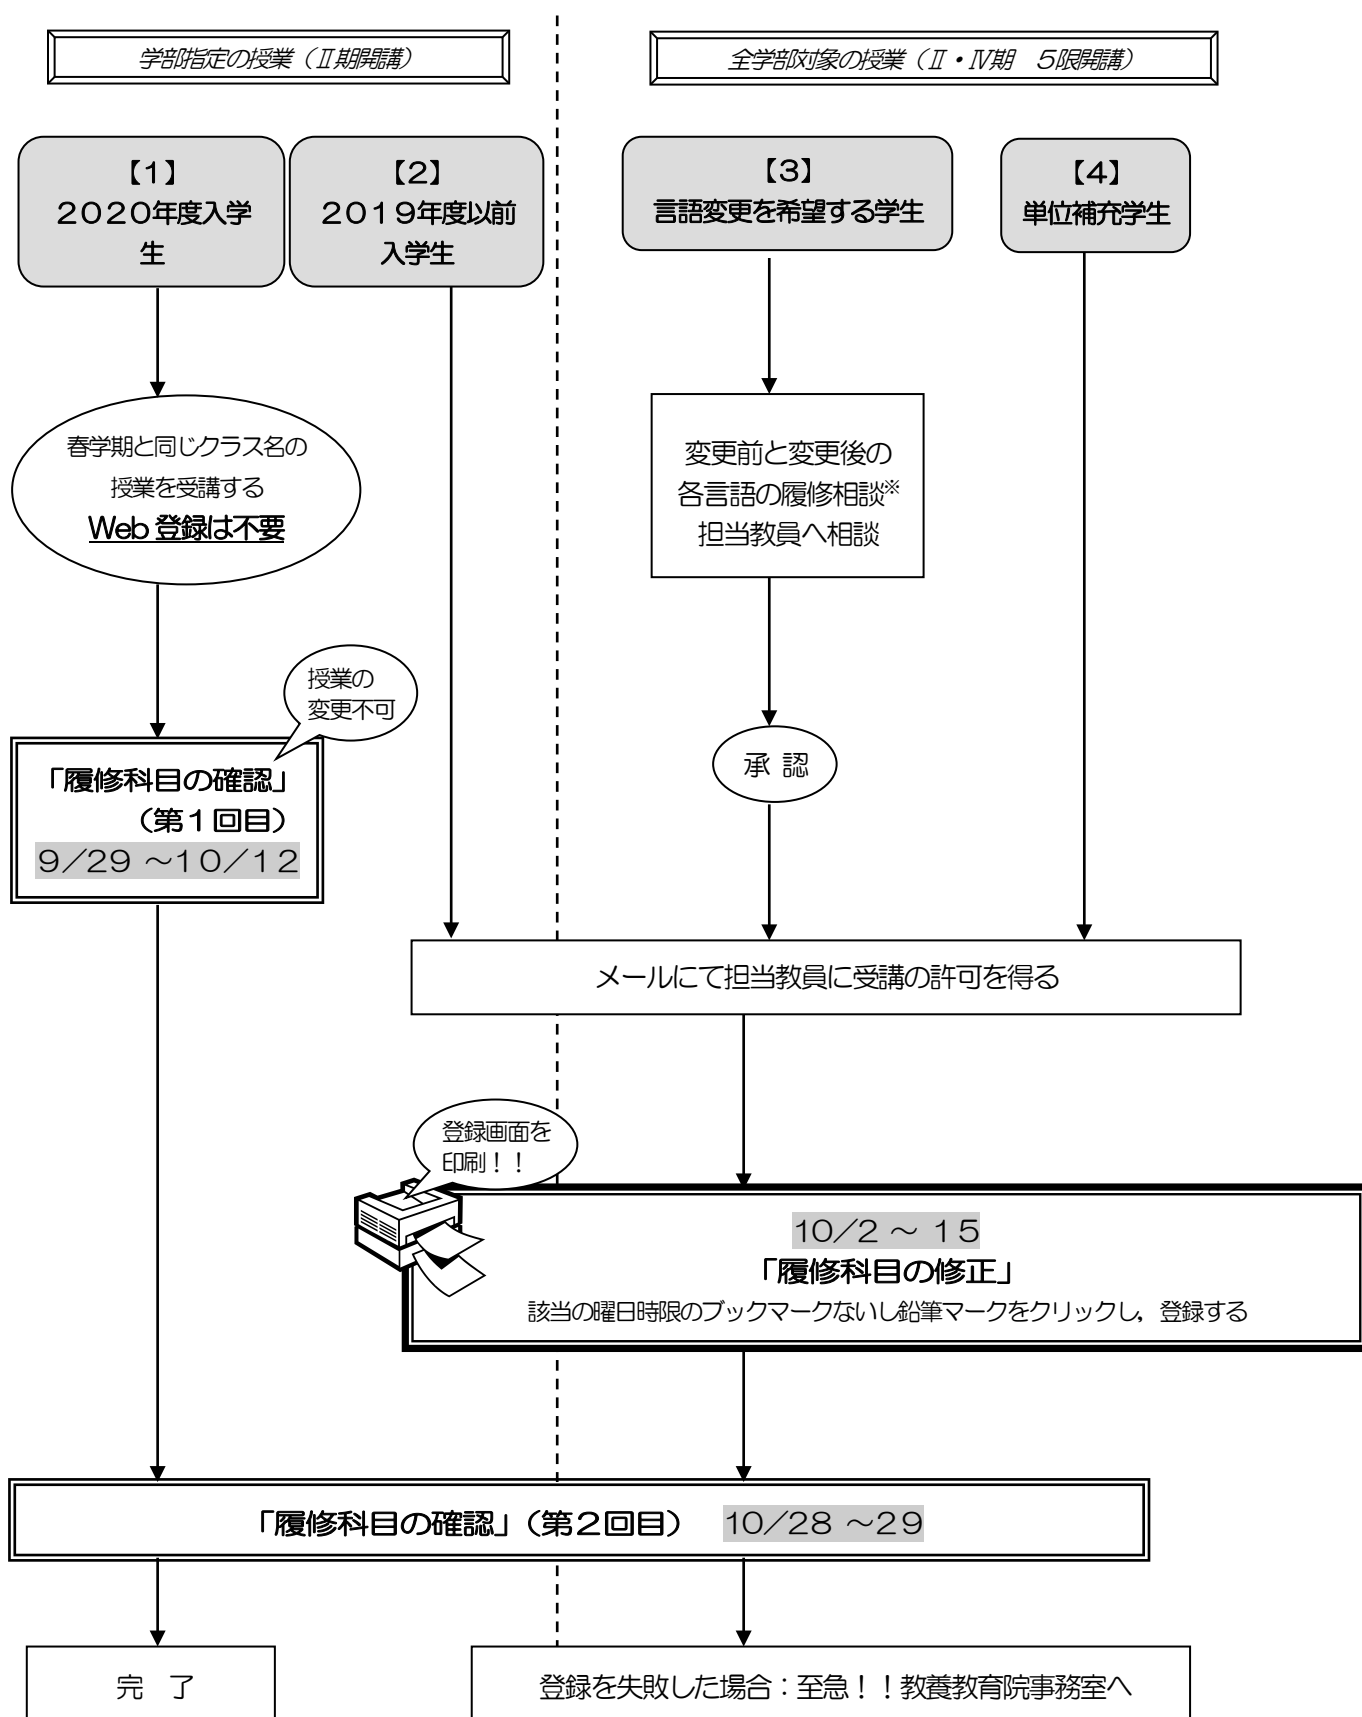 学部指定の授業（Ⅱ期開講）
全学部対象の授業（Ⅱ・Ⅳ期　５限開講）
【１】
２０２０年度入学
生
【２】
２０１９年度以前
入学生
【３】
言語変更を希望する学生
【４】
単位補充学生
春学期と同じクラス名の
授業を受講する
Web 登録は不要
変更前と変更後の
各言語の履修相談※
担当教員へ相談
授業の
変更不可
承 認
「履修科目の確認」
（第１回目）
９／29 ～１０／１２
メールにて担当教員に受講の許可を得る
登録画面を
印刷！！
10／2 ～ １５
「履修科目の修正」
該当の曜日時限のブックマークないし鉛筆マークをクリックし，登録する
「履修科目の確認」（第２回目）　10／28 ～29
完　了
登録を失敗した場合：至急！！教養教育院事務室へ